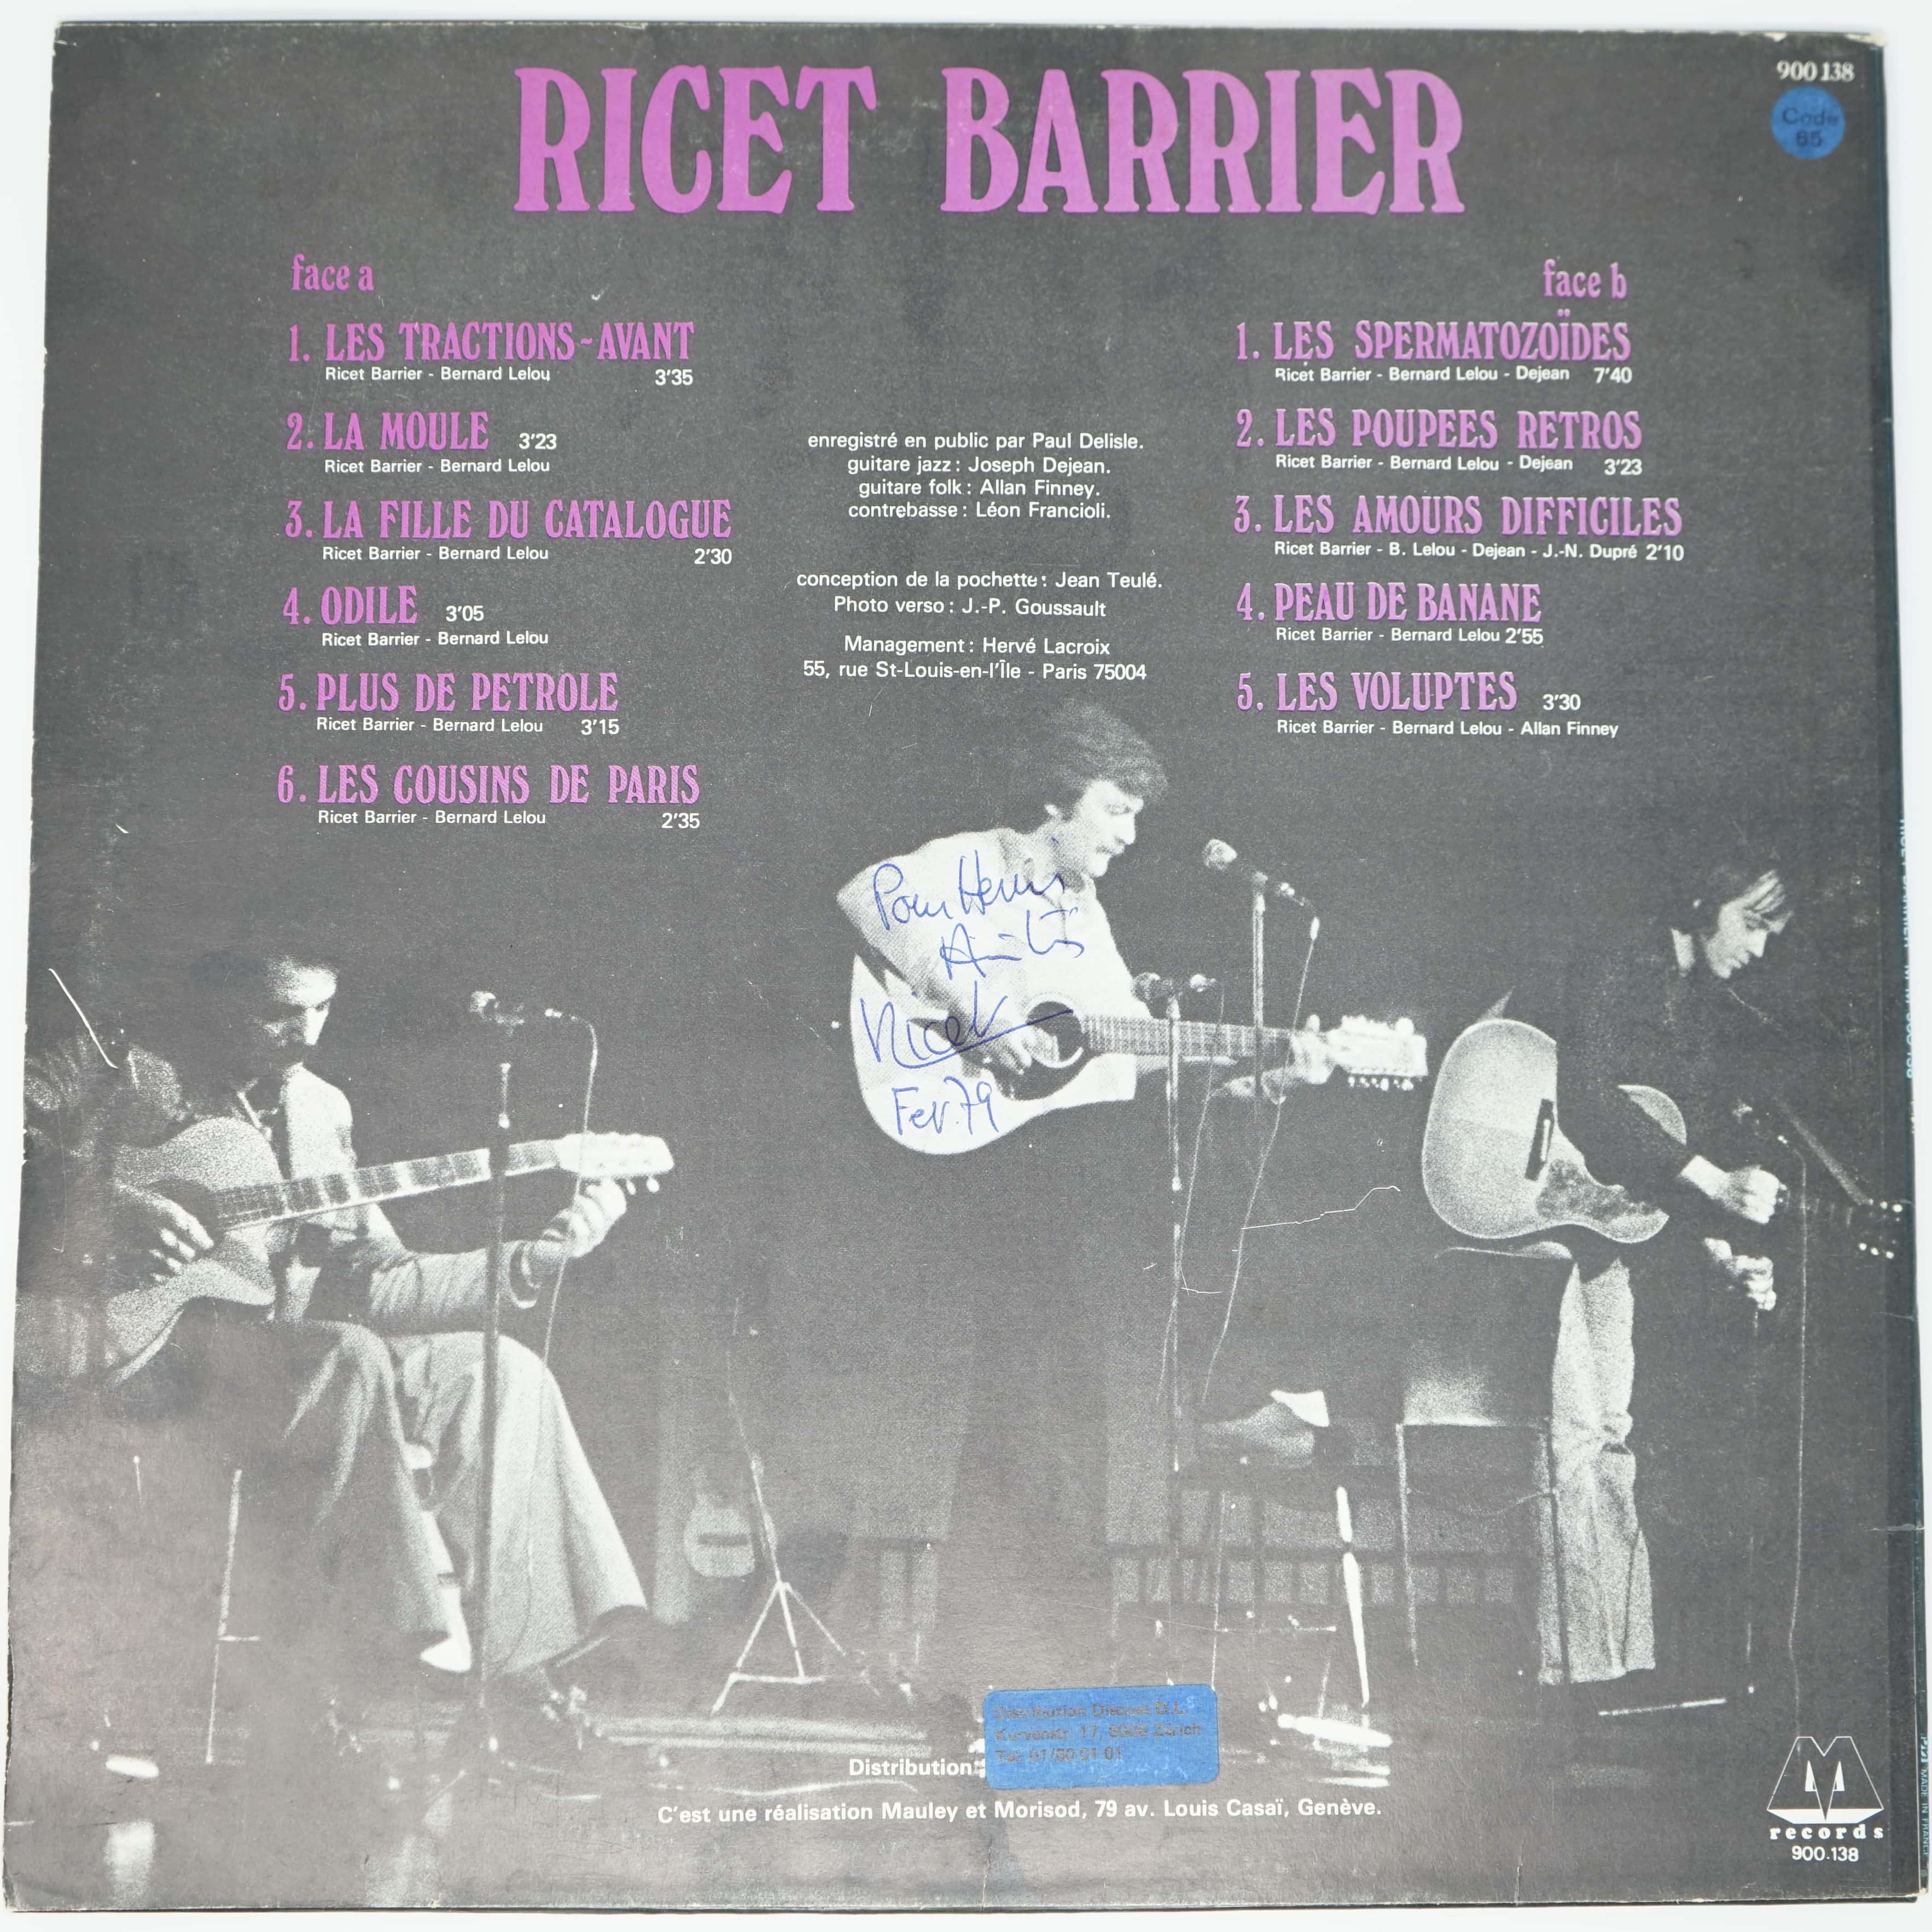 RICET BARRIER
900 138
Code
65
face a
1. LES TRACTIONS-AVANT
Ricet Barrier - Bernard Lelou 3'35
2. LA MOULE 3'23
Ricet Barrier - Bernard Lelou
3. LA FILLE DU CATALOGUE
Ricet Barrier - Bernard Lelou 2'30
4. ODILE 3'05
Ricet Barrier - Bernard Lelou
5. PLUS DE PETROLE
Ricet Barrier - Bernard Lelou 3'15
6. LES COUSINS DE PARIS
Ricet Barrier - Bernard Lelou 2'35
enregistré en public par Paul Delisle.
guitare jazz : Joseph Dejean.
guitare folk : Allan Finney.
contrebasse : Léon Francioli.
conception de la pochette : Jean Teulé.
Photo verso : J.-P. Goussault
Management : Hervé Lacroix
55, rue St-Louis-en-l'Île - Paris 75004
face b
1. LES SPERMATOZOÏDES
Ricet Barrier - Bernard Lelou - Dejean 7'40
2. LES POUPEES RETROS
Ricet Barrier - Bernard Lelou - Dejean 3'23
3. LES AMOURS DIFFICILES
Ricet Barrier - B. Lelou - Dejean - J.-N. Dupré 2'10
4. PEAU DE BANANE
Ricet Barrier - Bernard Lelou 2'55
5. LES VOLUPTES 3'30
Ricet Barrier - Bernard Lelou - Allan Finney
Pour
Ricet
Fev. 79
Distribution Disques D.L.
17, Zürich
Distribution:
C'est une réalisation Mauley et Morisod, 79 av. Louis Casaï, Genève.
M
records
900.138
MADE IN FRANCE